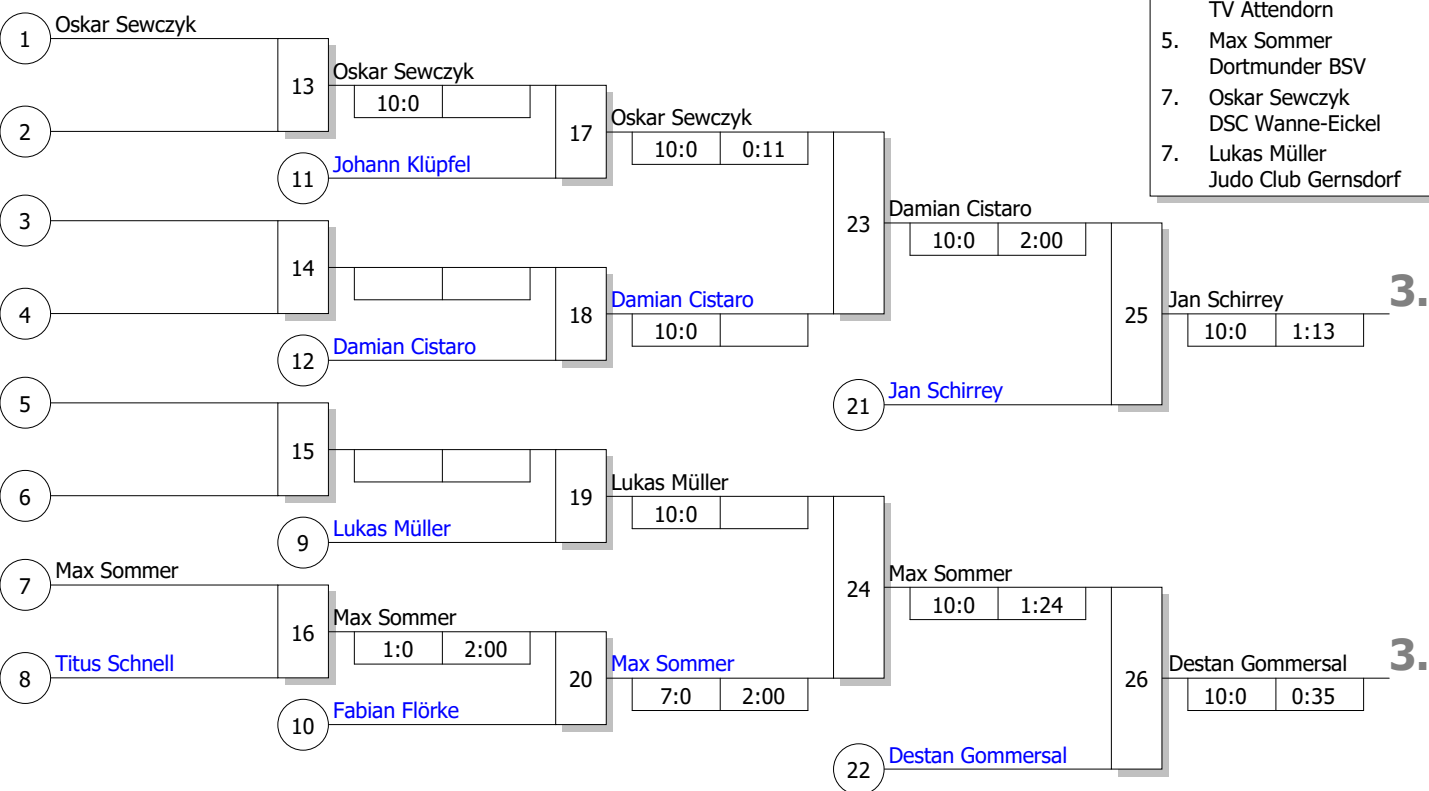 TV Attendorn
5. Max Sommer
Dortmunder BSV
7. Oskar Sewczyk
DSC Wanne-Eickel
7. Lukas Müller
Judo Club Gernsdorf
1 Oskar Sewczyk
2
13 Oskar Sewczyk
10:0
11 Johann Klüpfel
17 Oskar Sewczyk
10:0 0:11
3
4
14
12 Damian Cistaro
18 Damian Cistaro
10:0
23 Damian Cistaro
10:0 2:00
21 Jan Schirrey
25 Jan Schirrey 3.
10:0 1:13
5
6
15
9 Lukas Müller
19 Lukas Müller
10:0
7 Max Sommer
8 Titus Schnell
16 Max Sommer
1:0 2:00
10 Fabian Flörke
20 Max Sommer
7:0 2:00
24 Max Sommer
10:0 1:24
22 Destan Gommersal
26 Destan Gommersal 3.
10:0 0:35